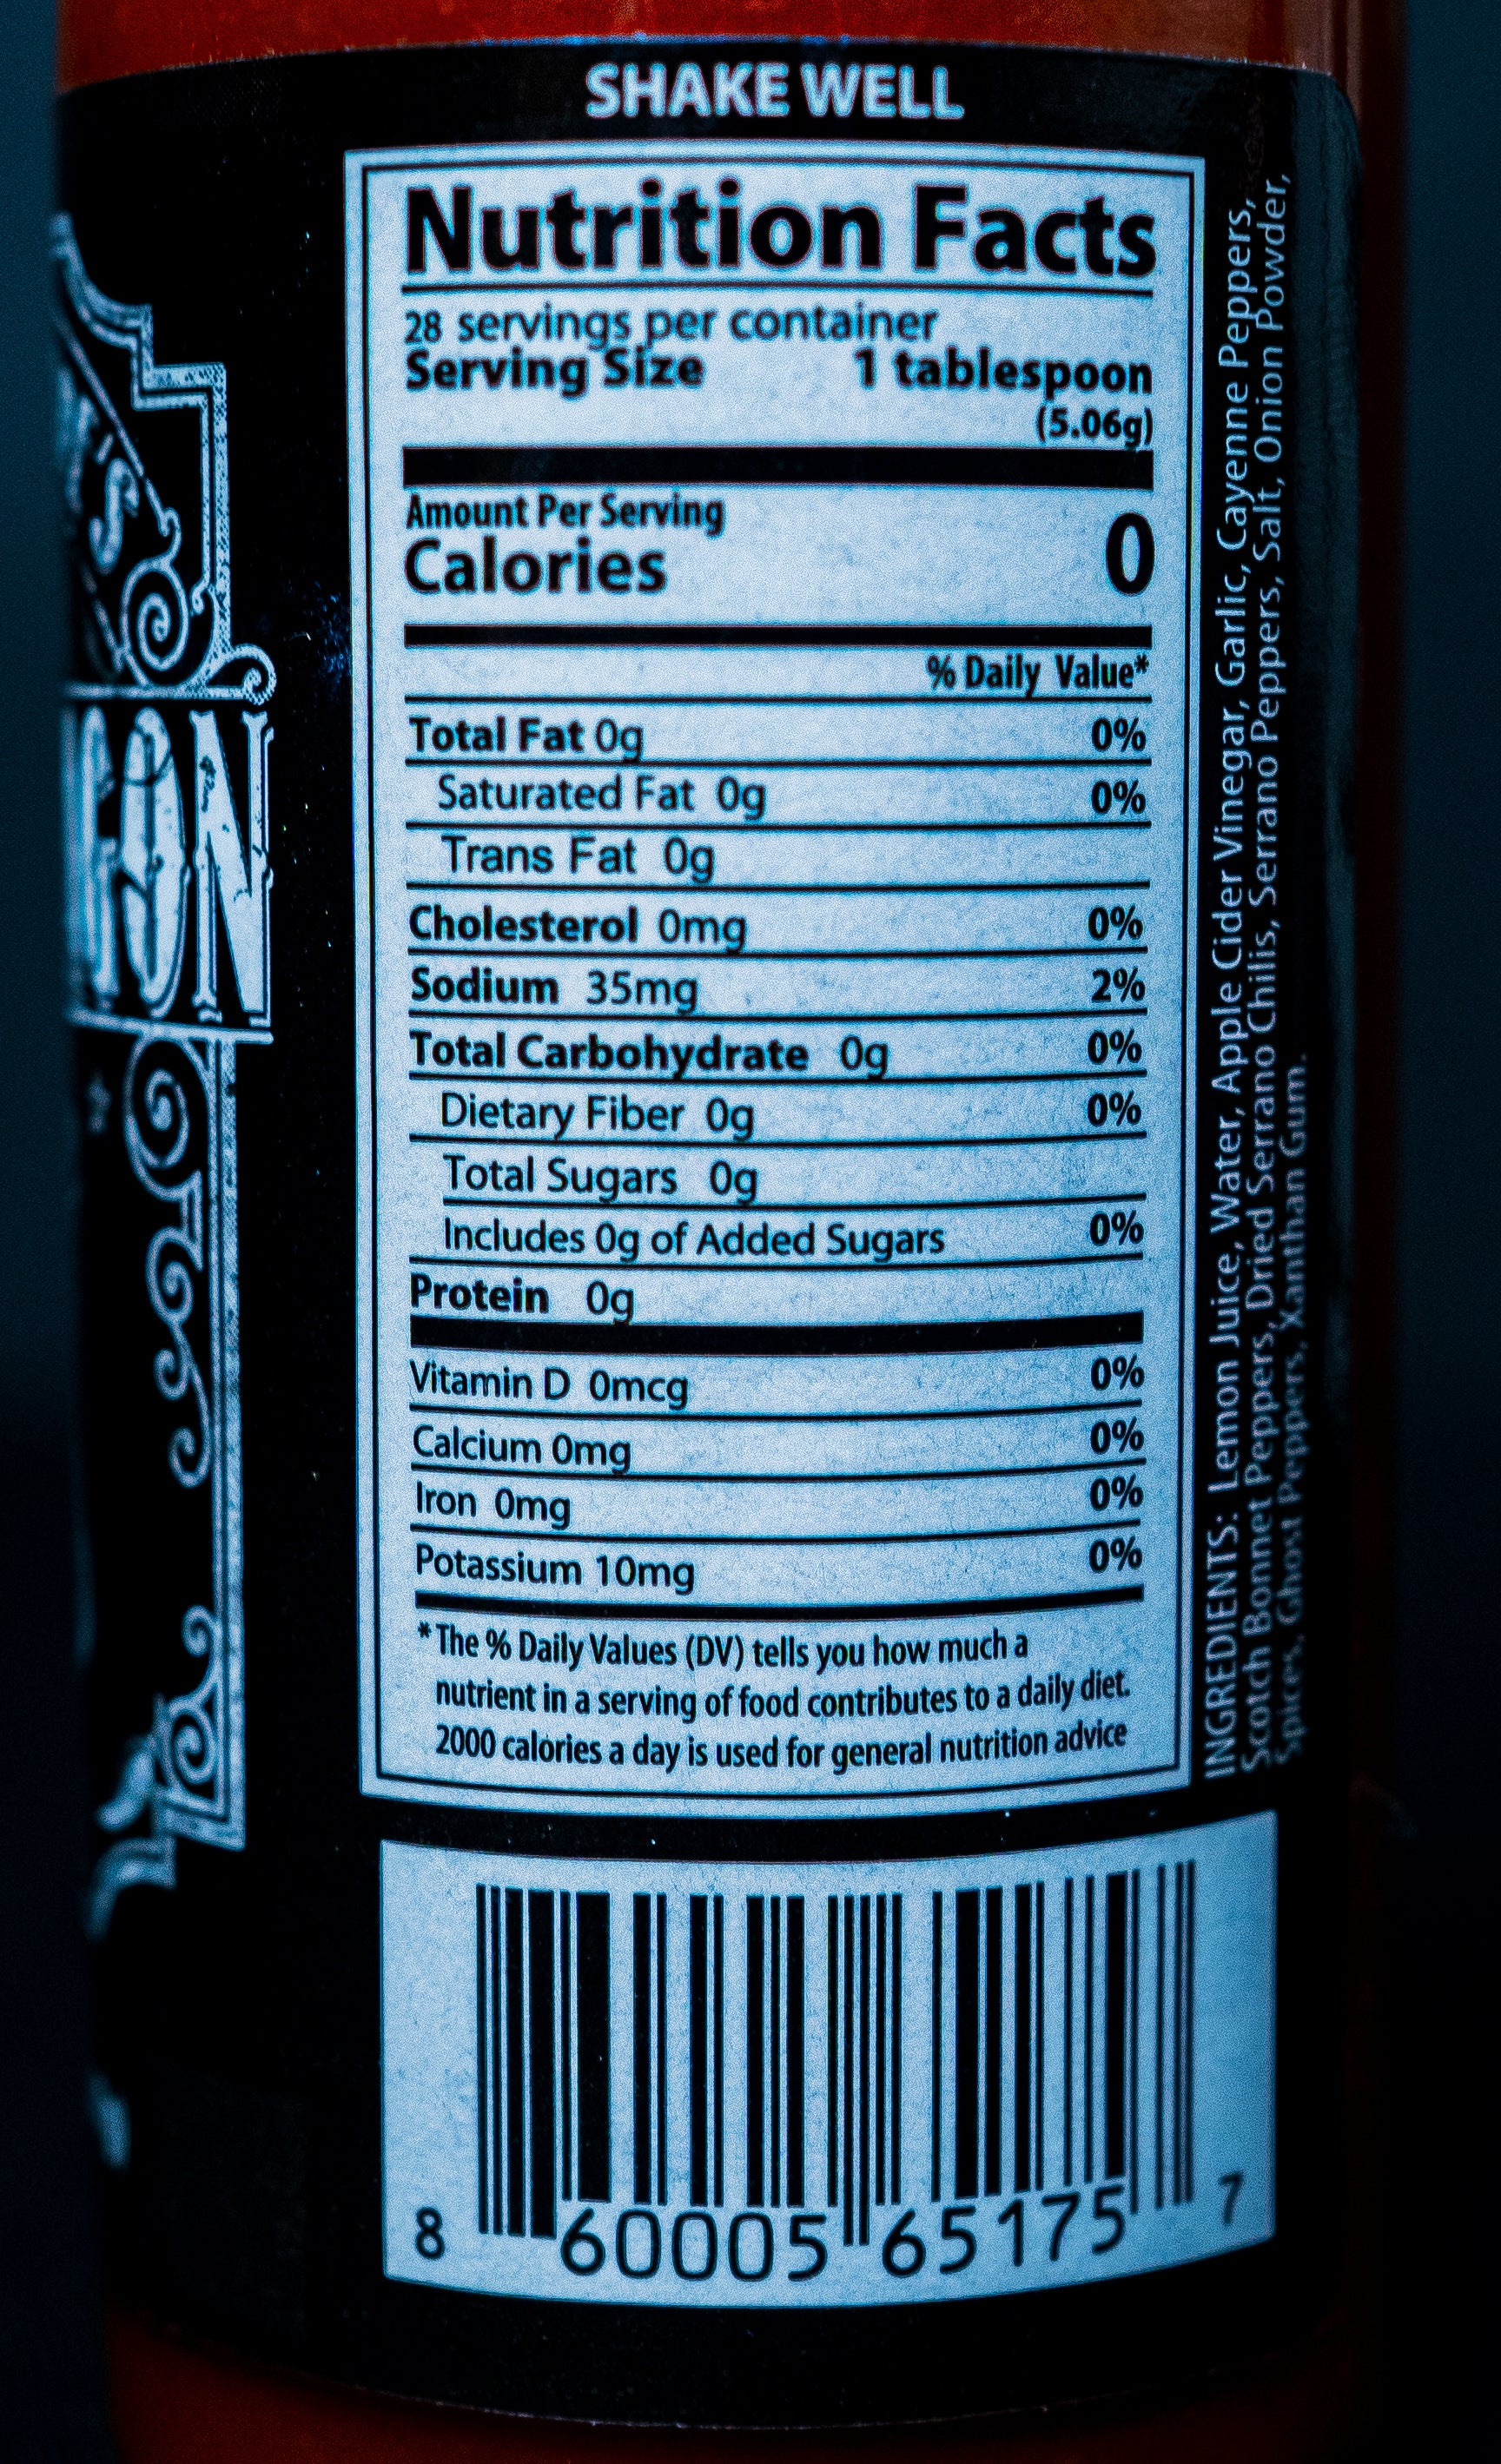 SHAKE WELL
Nutrition Facts
28 servings per container
Serving Size 1 tablespoon
(5.06g)
Amount Per Serving
Calories 0
% Daily Value*
Total Fat 0g 0%
Saturated Fat 0g 0%
Trans Fat 0g
Cholesterol 0mg 0%
Sodium 35mg 2%
Total Carbohydrate 0g 0%
Dietary Fiber 0g 0%
Total Sugars 0g
Includes 0g of Added Sugars 0%
Protein 0g
Vitamin D 0mcg 0%
Calcium 0mg 0%
Iron 0mg 0%
Potassium 10mg 0%
*The % Daily Values (DV) tells you how much a
nutrient in a serving of food contributes to a daily diet.
2000 calories a day is used for general nutrition advice
INGREDIENTS: Lemon Juice, Water, Apple Cider Vinegar, Garlic, Cayenne Peppers,
Scotch Bonnet Peppers, Dried Serrano Chilis, Serrano Peppers, Salt, Onion Powder,
Spices, Ghost Peppers, Xanthan Gum.
8 60005 65175 7